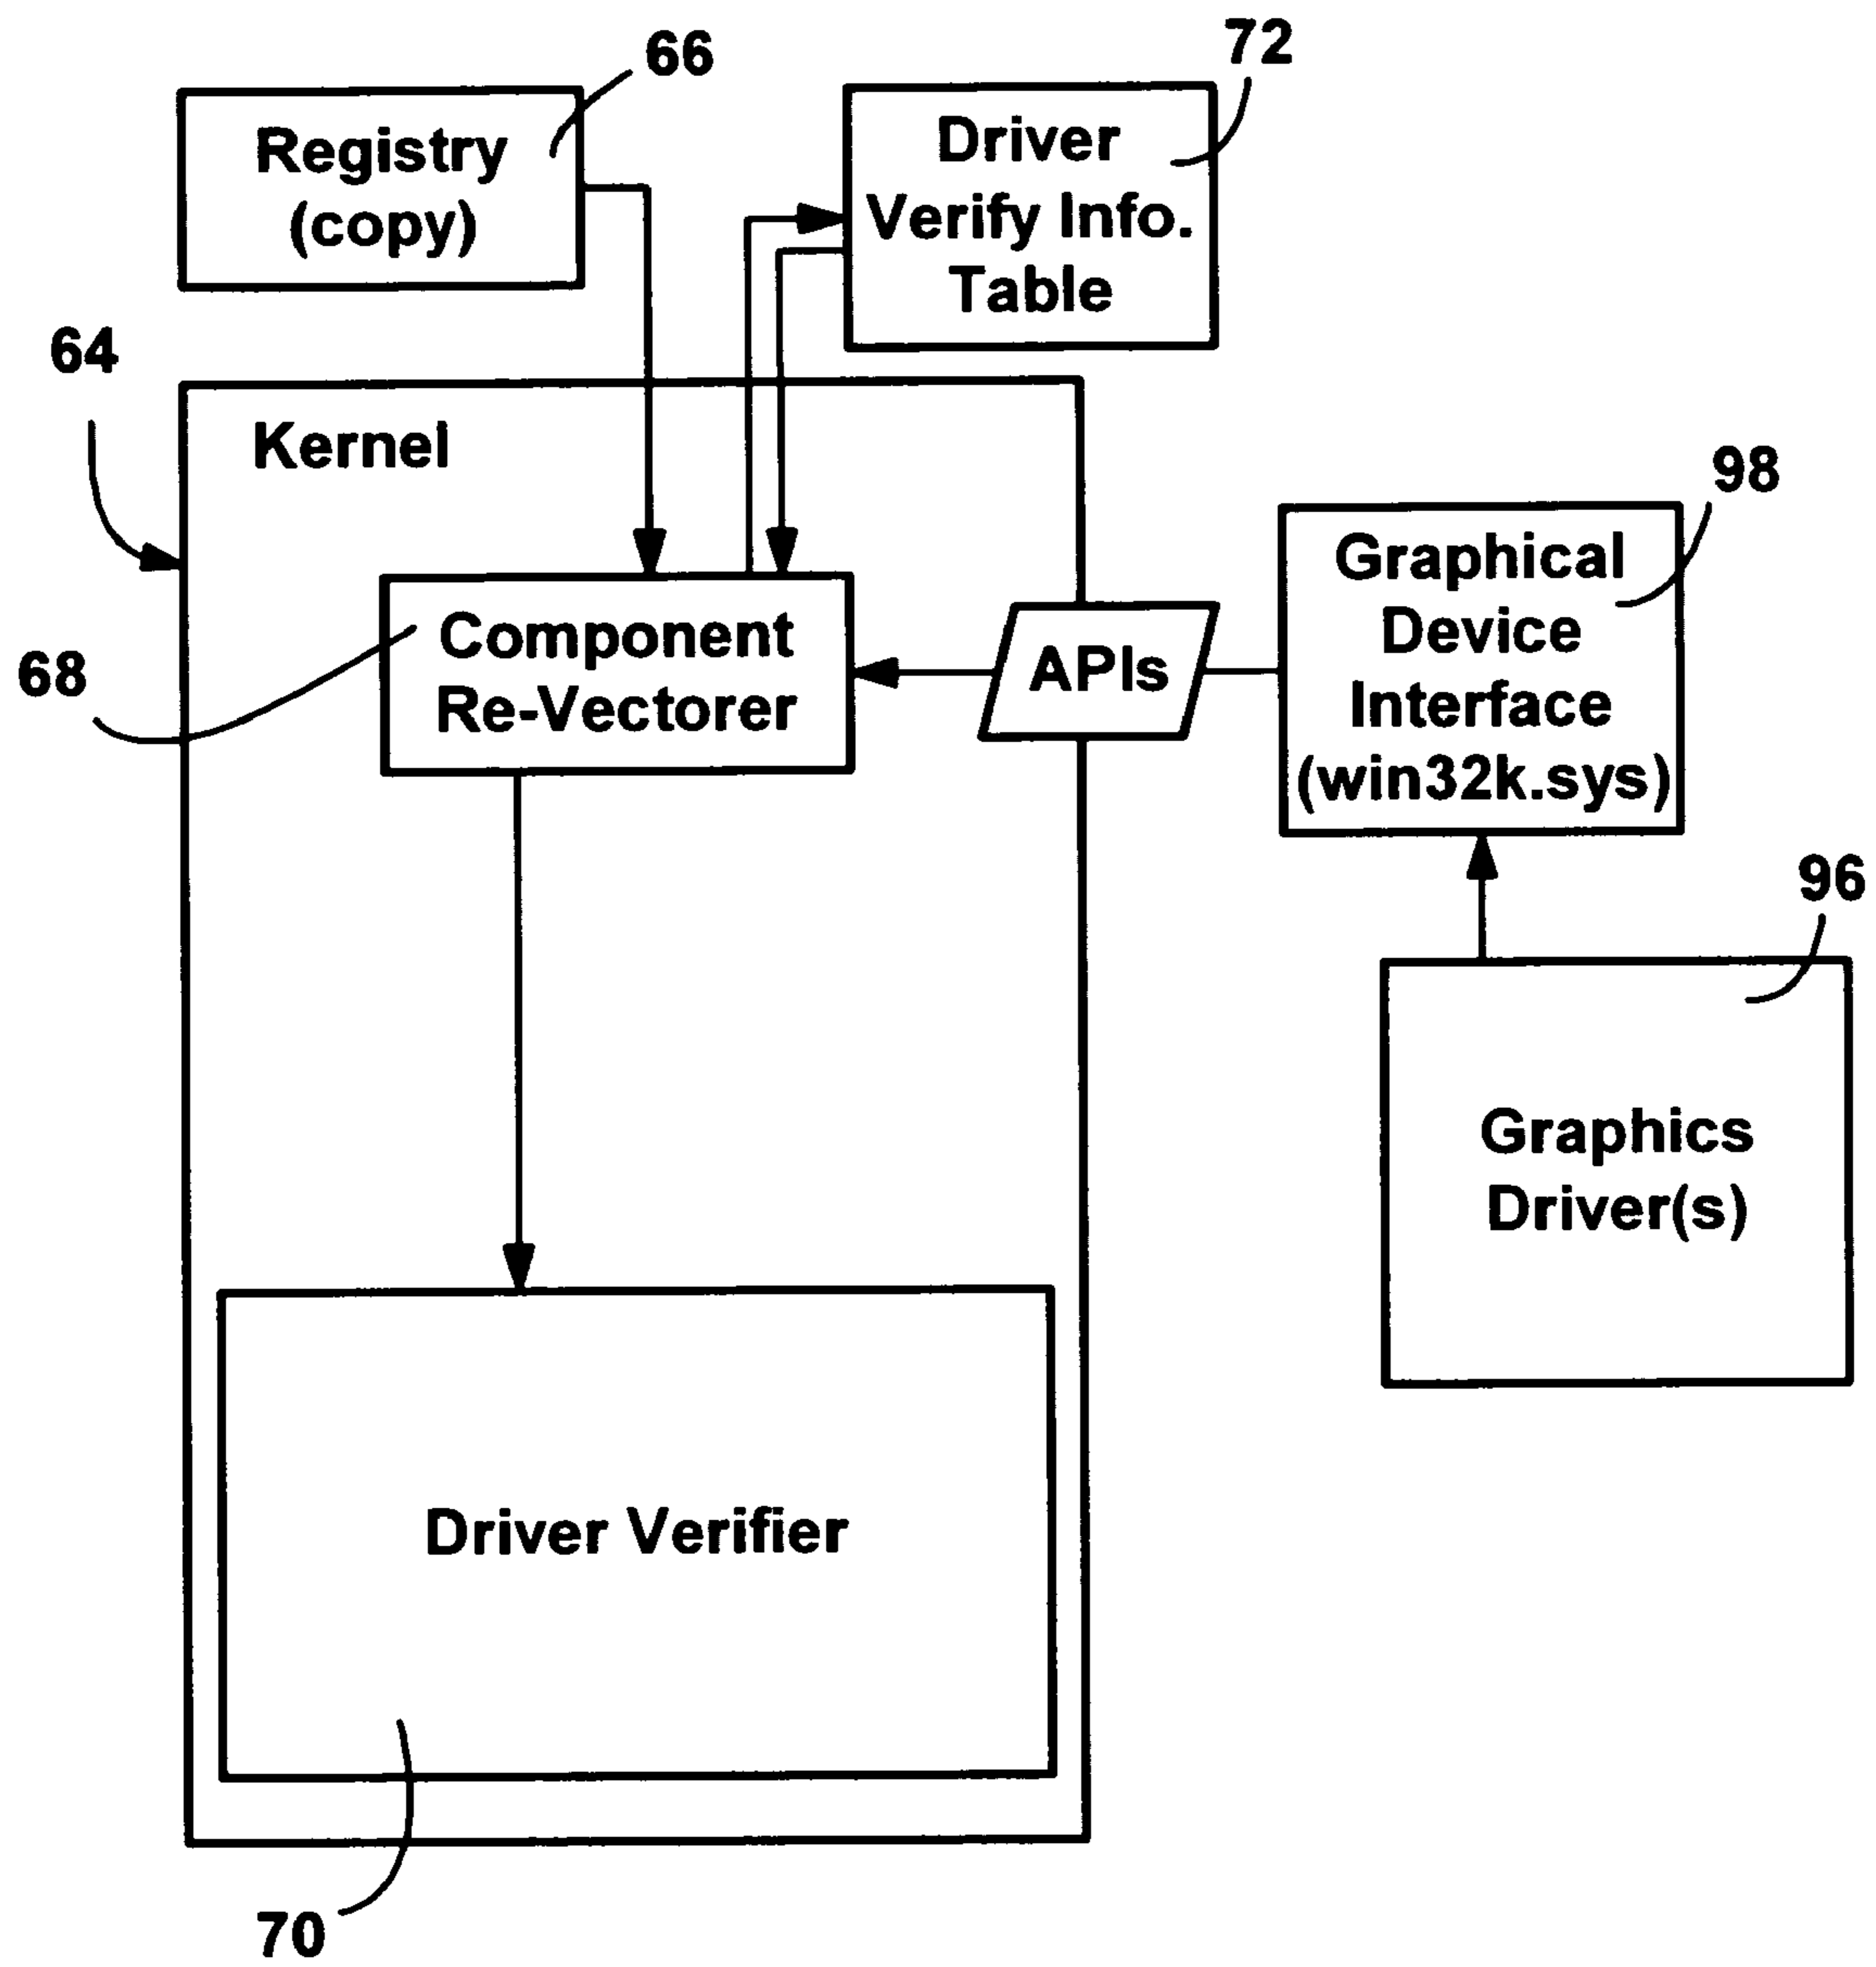 66
72
Registry
(copy)
Driver
Verify Info.
Table
64
Kernel
98
Graphical
Device
Interface
(win32k.sys)
68
Component
Re-Vectorer
APIs
96
Graphics
Driver(s)
Driver Verifier
70